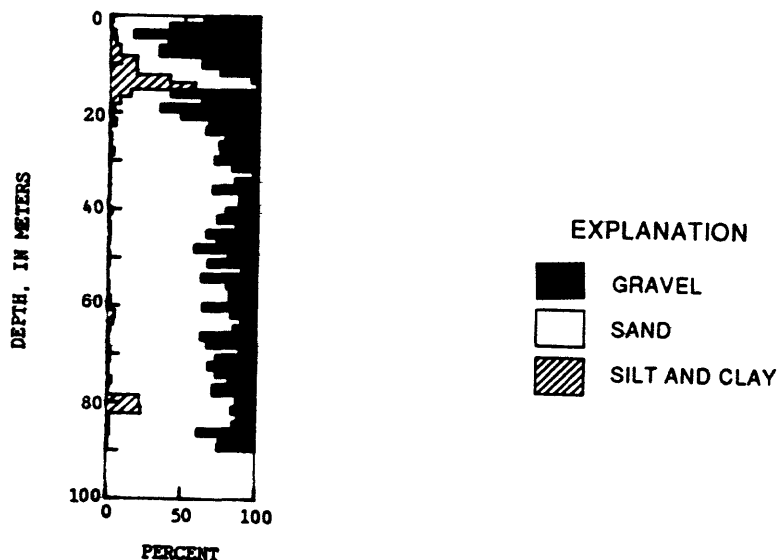 0
20
40
60
80
100
DEPTH, IN METERS
0 50 100
PERCENT
EXPLANATION
GRAVEL
SAND
SILT AND CLAY